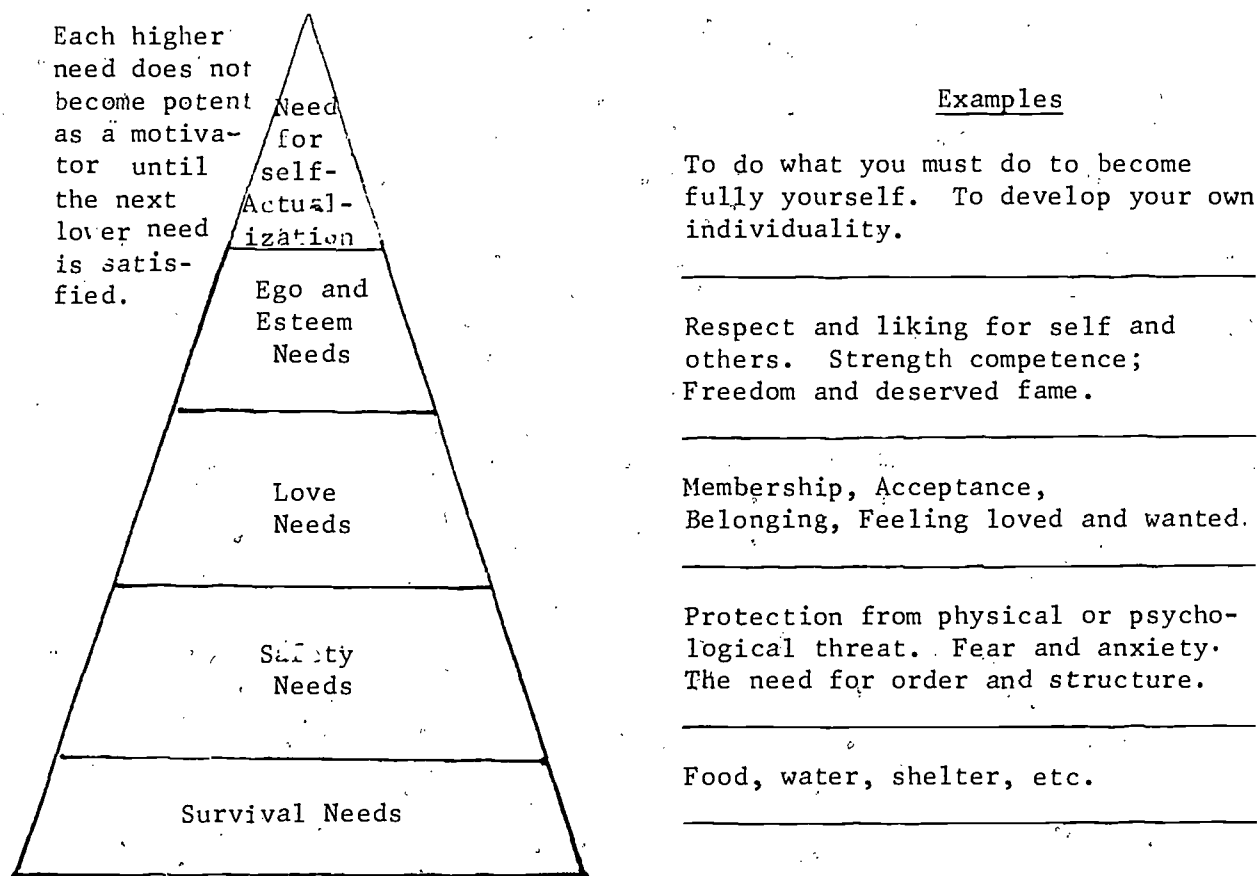 Each higher
need does not
become potent
as a motiva-
tor until
the next
lower need
is satis-
fied.
Need
for
self-
Actual-
ization
Ego and
Esteem
Needs
Love
Needs
Safety
Needs
Survival Needs
Examples
To do what you must do to become
fully yourself. To develop your own
individuality.
Respect and liking for self and
others. Strength competence;
Freedom and deserved fame.
Membership, Acceptance,
Belonging, Feeling loved and wanted.
Protection from physical or psycho-
logical threat. Fear and anxiety.
The need for order and structure.
Food, water, shelter, etc.